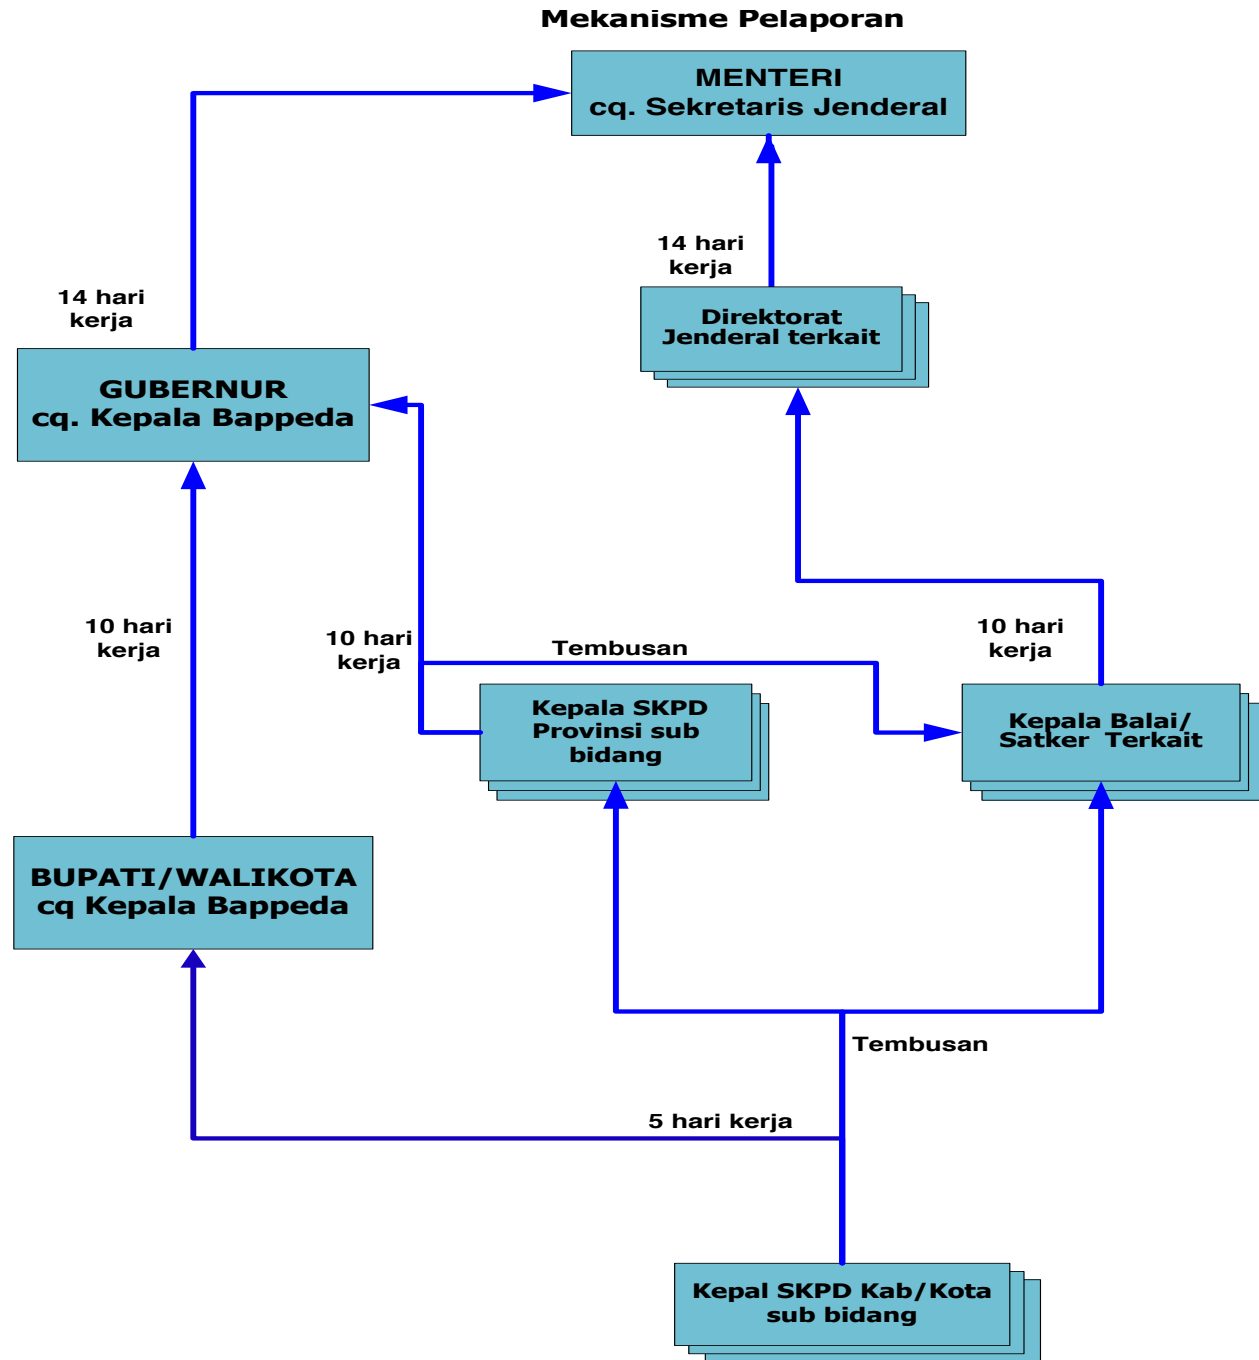 Mekanisme Pelaporan
MENTERI
cq. Sekretaris Jenderal
14 hari
kerja
Direktorat
Jenderal terkait
14 hari
kerja
GUBERNUR
cq. Kepala Bappeda
10 hari
kerja
10 hari
kerja
Tembusan
10 hari
kerja
Kepala SKPD
Provinsi sub
bidang
Kepala Balai/
Satker Terkait
BUPATI/WALIKOTA
cq Kepala Bappeda
Tembusan
5 hari kerja
Kepal SKPD Kab/Kota
sub bidang